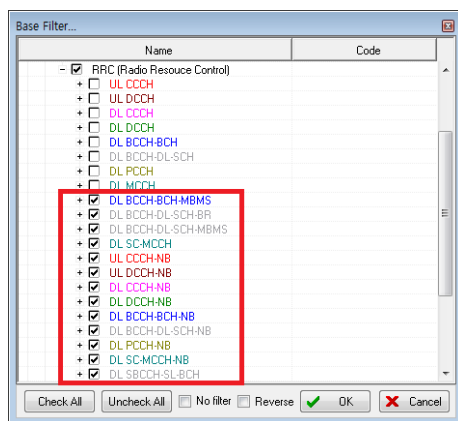 Base Filter...
Name
Code
RRC (Radio Resouce Control)
UL CCCH
UL DCCH
DL CCCH
DL DCCH
DL BCCH-BCH
DL BCCH-DL-SCH
DL PCCH
DL MCCH
DL BCCH-BCH-MBMS
DL BCCH-DL-SCH-BR
DL BCCH-DL-SCH-MBMS
DL SC-MCCH
UL CCCH-NB
UL DCCH-NB
DL CCCH-NB
DL DCCH-NB
DL BCCH-BCH-NB
DL BCCH-DL-SCH-NB
DL PCCH-NB
DL SC-MCCH-NB
DL SBCCH-SL-BCH
Check All Uncheck All No filter Reverse OK Cancel